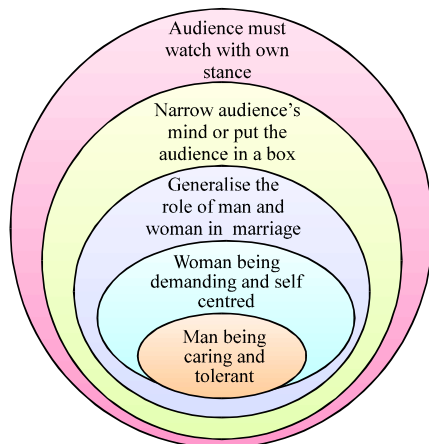 Audience must
watch with own
stance
Narrow audience's
mind or put the
audience in a box
Generalise the
role of man and
woman in marriage
Woman being
demanding and self
centred
Man being
caring and
tolerant